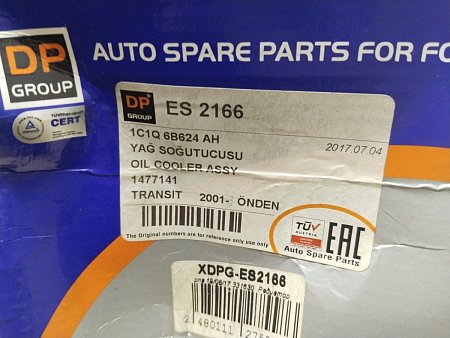 DP
GROUP
AUTO SPARE PARTS FOR FO
CERT
DP
GROUP
ES 2166
1C1Q 6B624 AH
2017.07.04
YAĞ SOĞUTUCUSU
OIL COOLER ASSY
1477141
TRANSIT 2001- ÖNDEN
The Original numbers are for reference only use only
TÜV
AUSTRIA
EAC
Auto Spare Parts
XDPG-ES2166
2 480111